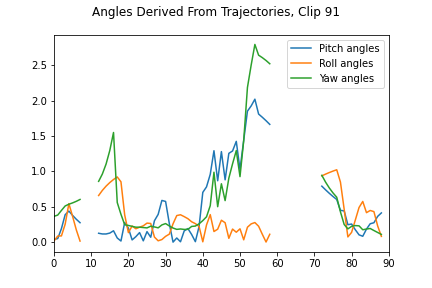 Angles Derived From Trajectories, Clip 91
Pitch angles
Roll angles
Yaw angles
2.5
2.0
1.5
1.0
0.5
0.0
0 10 20 30 40 50 60 70 80 90